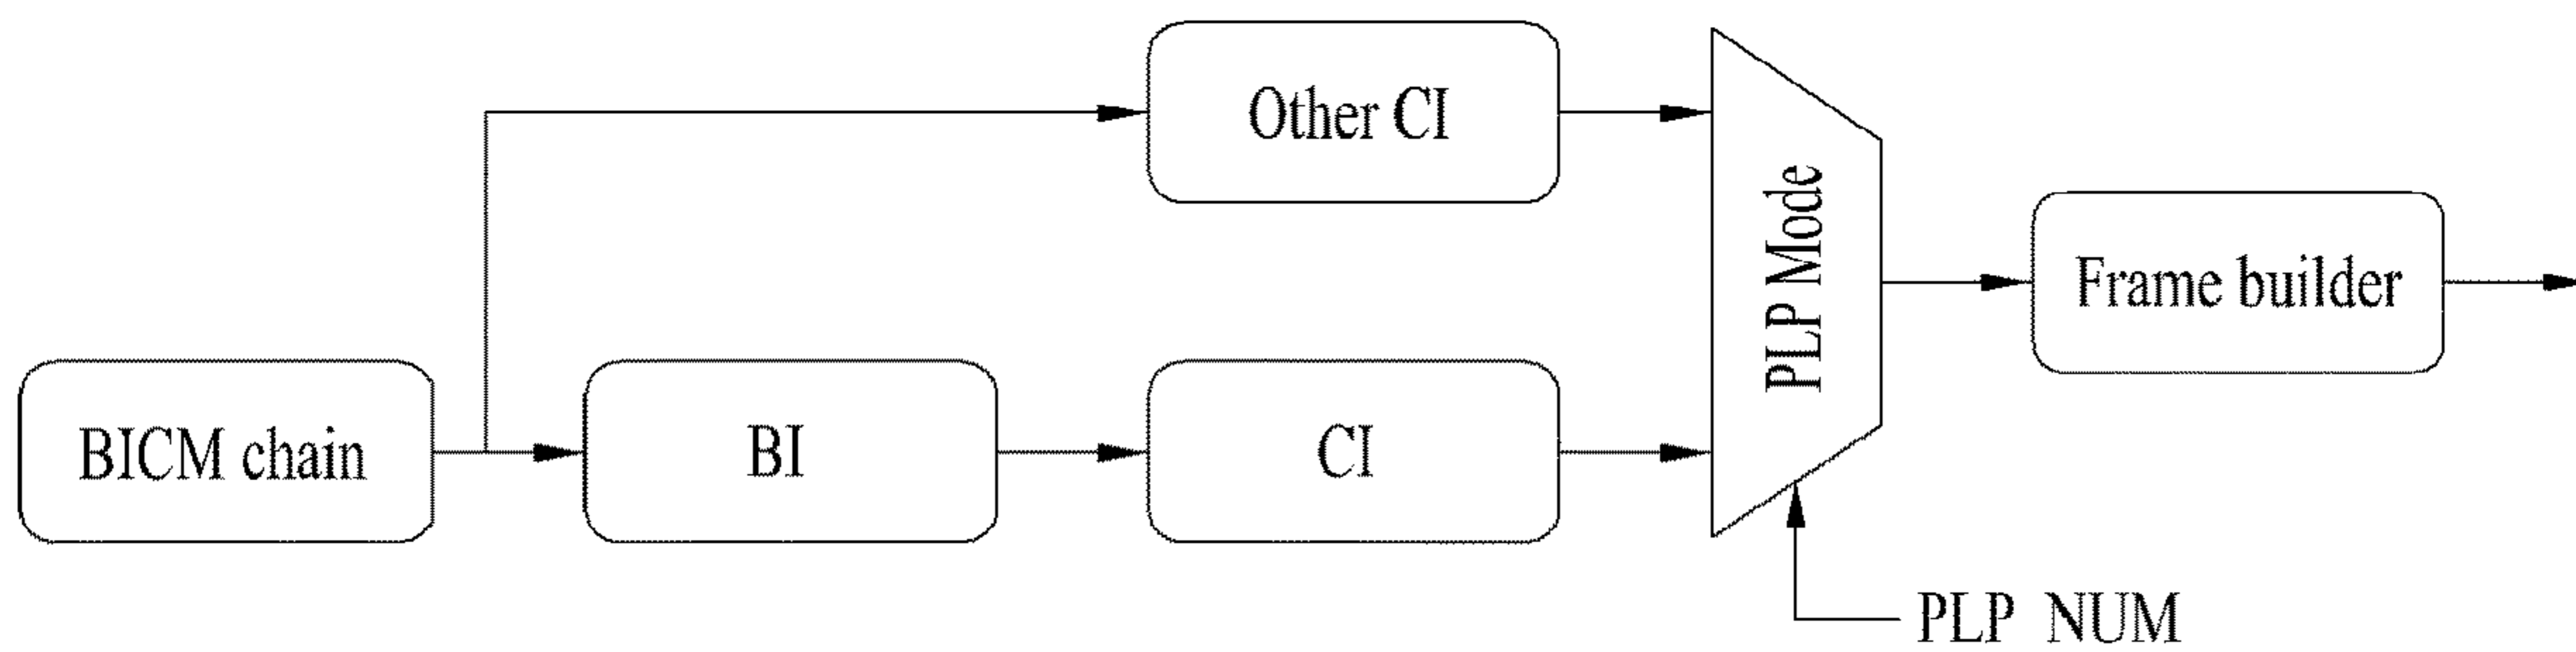 Other CI
PLP Mode
Frame builder
BICM chain
BI
CI
PLP NUM